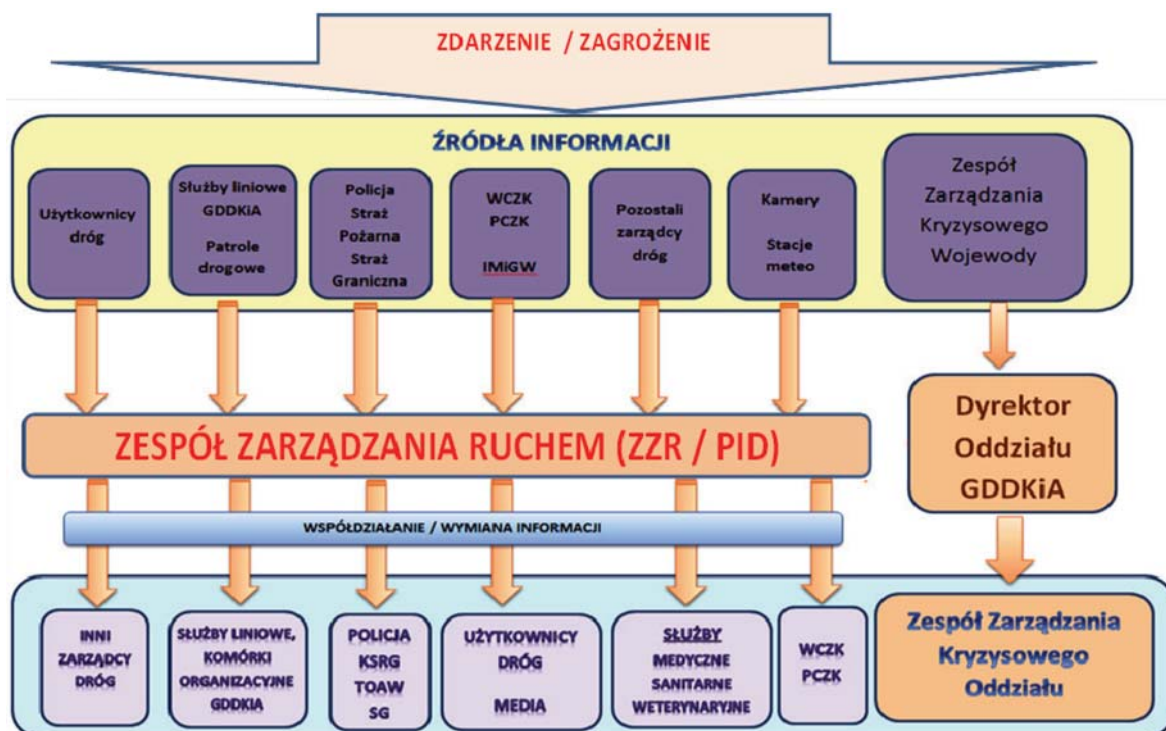 ZDARZENIE / ZAGROŻENIE
ŹRÓDŁA INFORMACJI
Użytkownicy
dróg
Służby liniowe
GDDKiA
Patrole
drogowe
Policja
Straż
Pożarna
Straż
Graniczna
WCZK
PCZK
IMiGW
Pozostali
zarządcy
dróg
Kamery
Stacje
meteo
Zespół
Zarządzania
Kryzysowego
Wojewody
ZESPÓŁ ZARZĄDZANIA RUCHEM (ZZR / PID)
Dyrektor
Oddziału
GDDKiA
WSPÓŁDZIAŁANIE / WYMIANA INFORMACJI
INNI
ZARZĄDCY
DRÓG
SŁUŻBY LINIOWE,
KOMÓRKI
ORGANIZACYJNE
GDDKIA
POLICJA
KSRG
TOAW
SG
UŻYTKOWNICY
DRÓG
MEDIA
SŁUŻBY
MEDYCZNE
SANITARNE
WETERYNARYJNE
WCZK
PCZK
Zespół Zarządzania
Kryzysowego
Oddziału